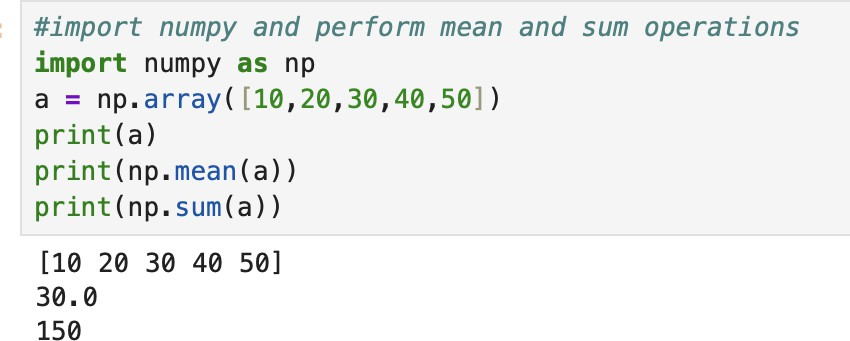 #import numpy and perform mean and sum operations
import numpy as np
a = np.array([10,20,30,40,50])
print(a)
print(np.mean(a))
print(np.sum(a))
[10 20 30 40 50]
30.0
150